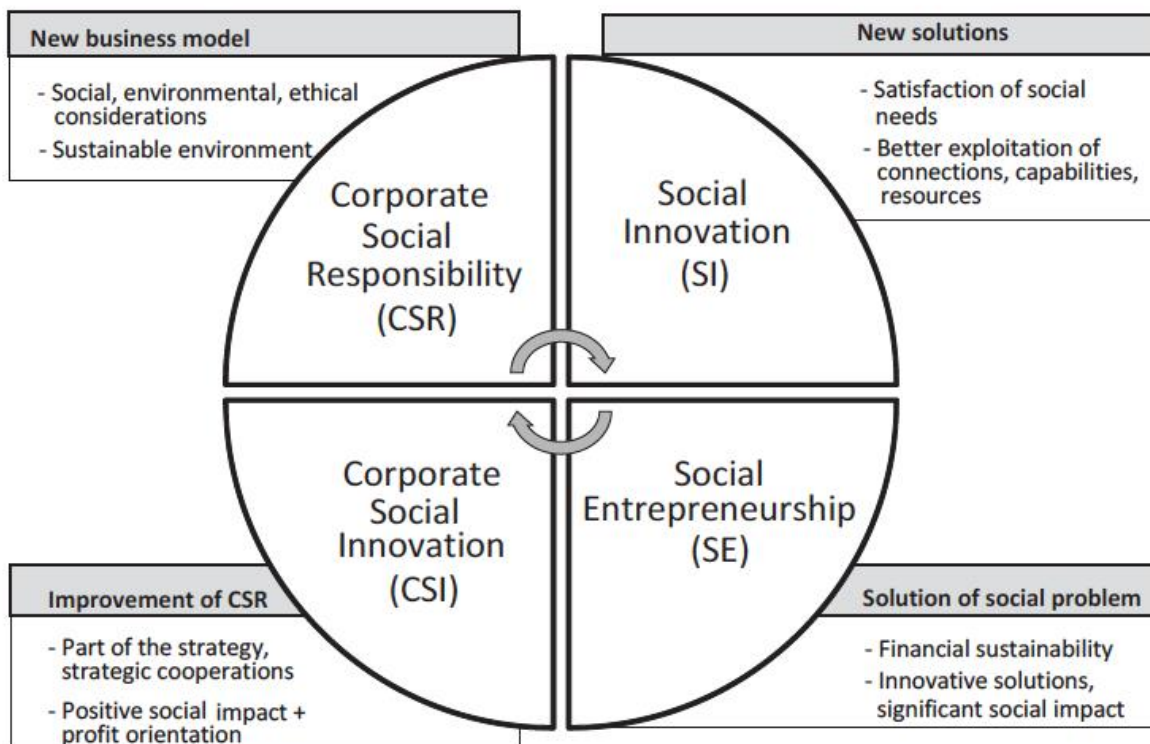 New business model
- Social, environmental, ethical
considerations
- Sustainable environment
New solutions
- Satisfaction of social
needs
- Better exploitation of
connections, capabilities,
resources
Corporate
Social
Responsibility
(CSR)
Social
Innovation
(SI)
Corporate
Social
Innovation
(CSI)
Social
Entrepreneurship
(SE)
Improvement of CSR
- Part of the strategy,
strategic cooperations
- Positive social impact +
profit orientation
Solution of social problem
- Financial sustainability
- Innovative solutions,
significant social impact